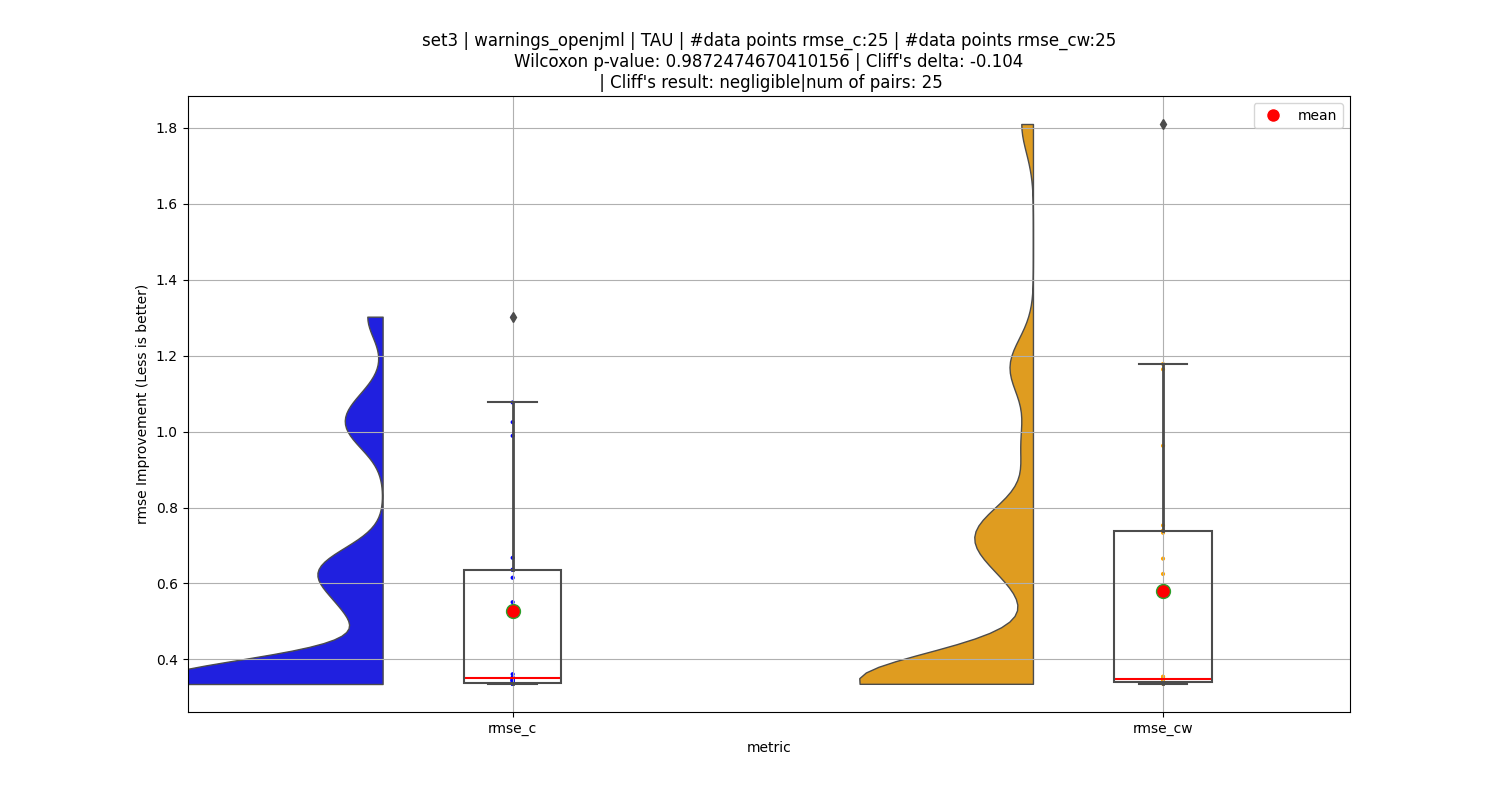 set3 | warnings_openjml | TAU | #data points rmse_c:25 | #data points rmse_cw:25
Wilcoxon p-value: 0.9872474670410156 | Cliff's delta: -0.104
| Cliff's result: negligible|num of pairs: 25
mean
1.8
1.6
1.4
1.2
1.0
0.8
0.6
0.4
rmse Improvement (Less is better)
rmse_c
rmse_cw
metric